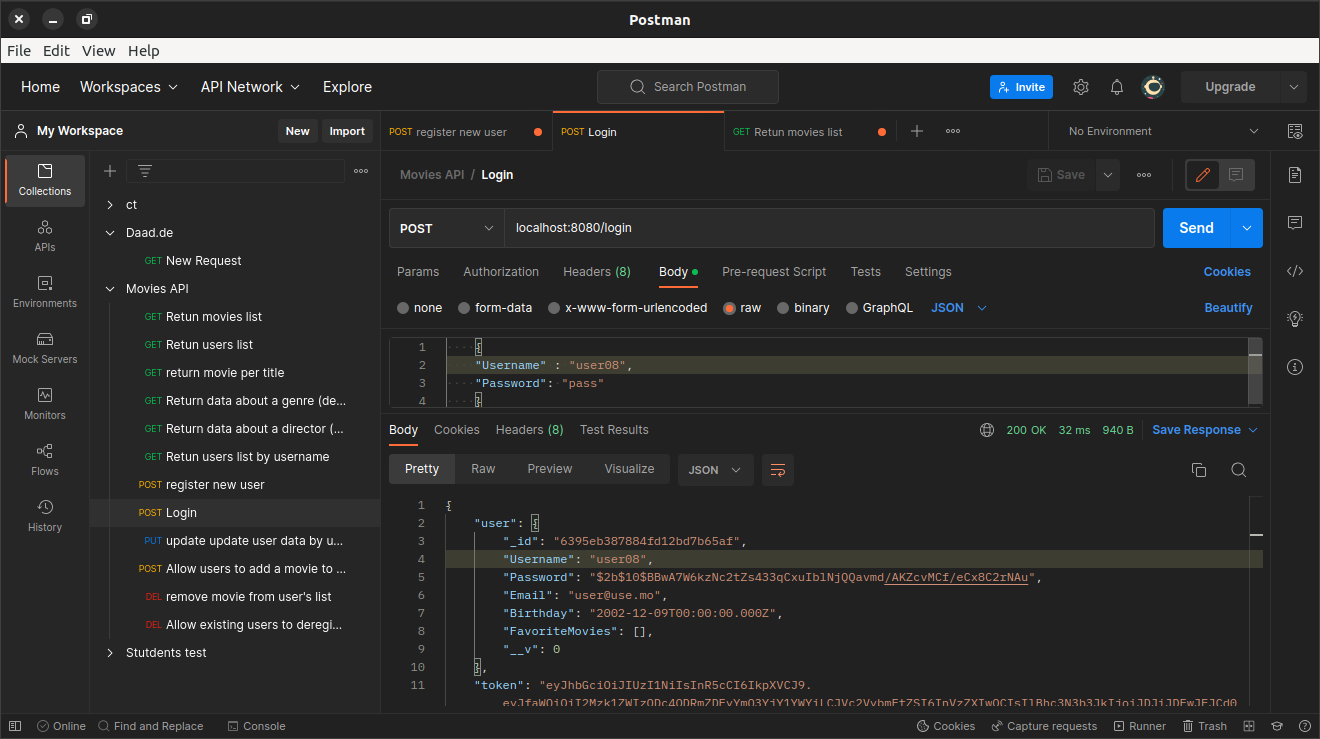 Postman
File Edit View Help
Home Workspaces API Network Explore Search Postman Invite Upgrade
My Workspace New Import
POST register new user POST Login GET Retun movies list No Environment
Collections
APIs
Environments
Mock Servers
Monitors
Flows
History
ct
Daad.de
GET New Request
Movies API
GET Retun movies list
GET Retun users list
GET return movie per title
GET Return data about a genre (de...
GET Return data about a director (...
GET Retun users list by username
POST register new user
POST Login
PUT update update user data by u...
POST Allow users to add a movie to ...
DEL remove movie from user's list
DEL Allow existing users to deregi...
Stutdents test
Movies API / Login Save
POST localhost:8080/login Send
Params Authorization Headers (8) Body Pre-request Script Tests Settings Cookies
none form-data x-www-form-urlencoded raw binary GraphQL JSON Beautify
1 {
2 "Username" : "user08",
3 "Password": "pass"
4 }
Body Cookies Headers (8) Test Results 200 OK 32 ms 940 B Save Response
Pretty Raw Preview Visualize JSON
1 {
2 "user": {
3 "_id": "6395eb387884fd12bd7b65af",
4 "Username": "user08",
5 "Password": "$2b$10$BBwA7W6kzNc2tZs433qCxuIblNjQQavmd/AKZcvMCf/eCx8C2rNAu",
6 "Email": "user@use.mo",
7 "Birthday": "2002-12-09T00:00:00.000Z",
8 "FavoriteMovies": [],
9 "__v": 0
10 },
11 "token": "eyJhbGciOiJIUzI1NiIsInR5cCI6IkpXVCJ9.
Online Find and Replace Console Cookies Capture requests Runner Trash